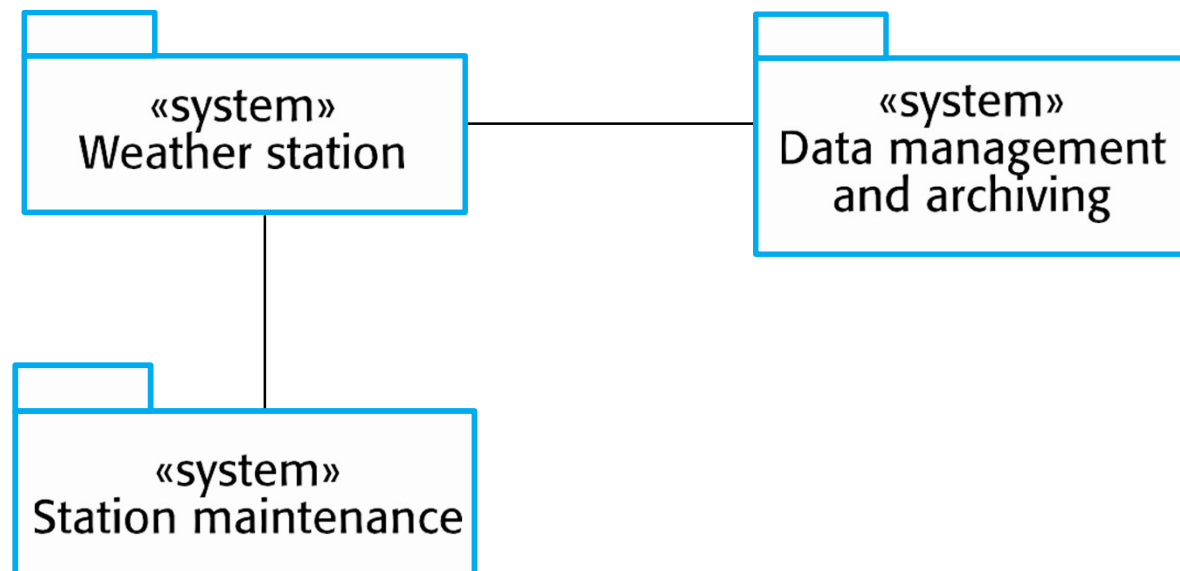 «system»
Weather station
«system»
Data management
and archiving
«system»
Station maintenance